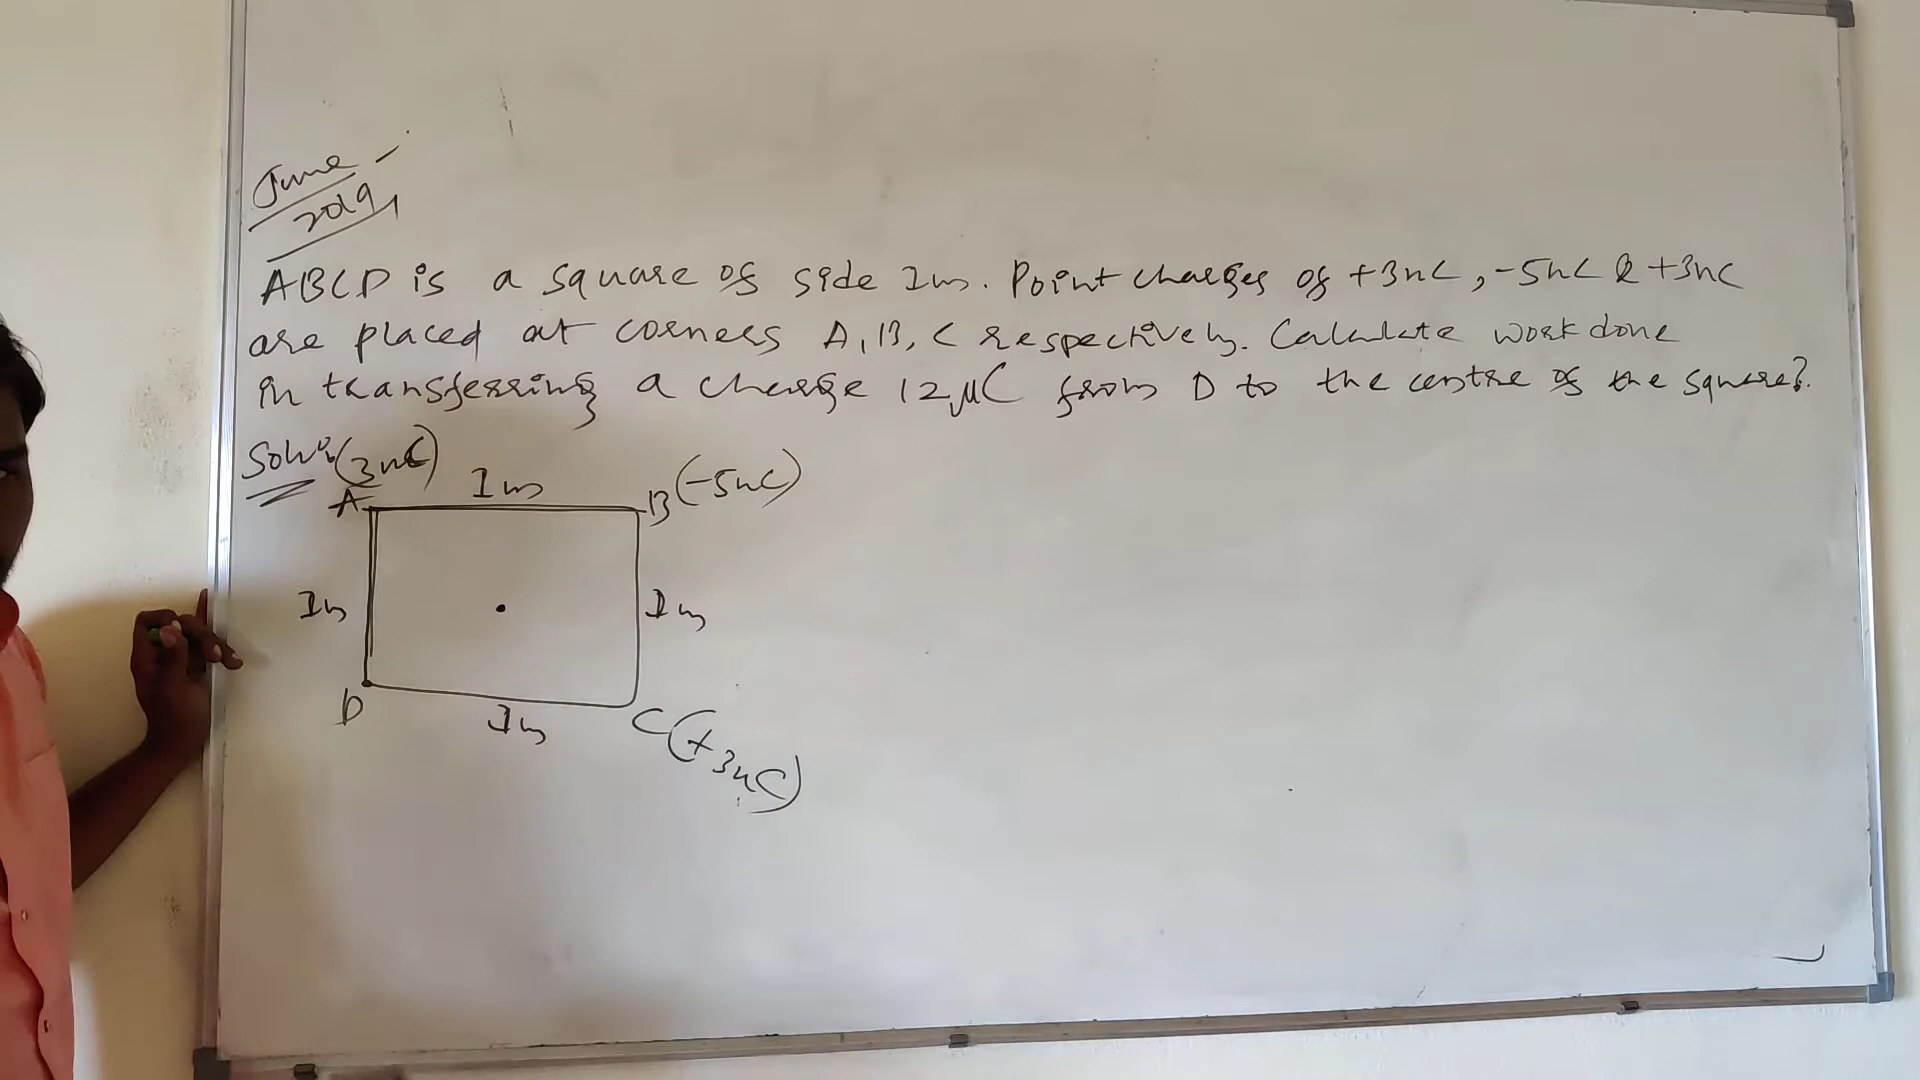 June -
2019
ABCD is a square of side 1m. Point charges of +3nC, -5nC & +3nC
are placed at corners A, B, C respectively. Calculate work done
in transferring a charge 12μC from D to the centre of the square?
Soln:
(3nC) 1m (-5nC)
A B
1m 1m
D 1m C (+3nC)